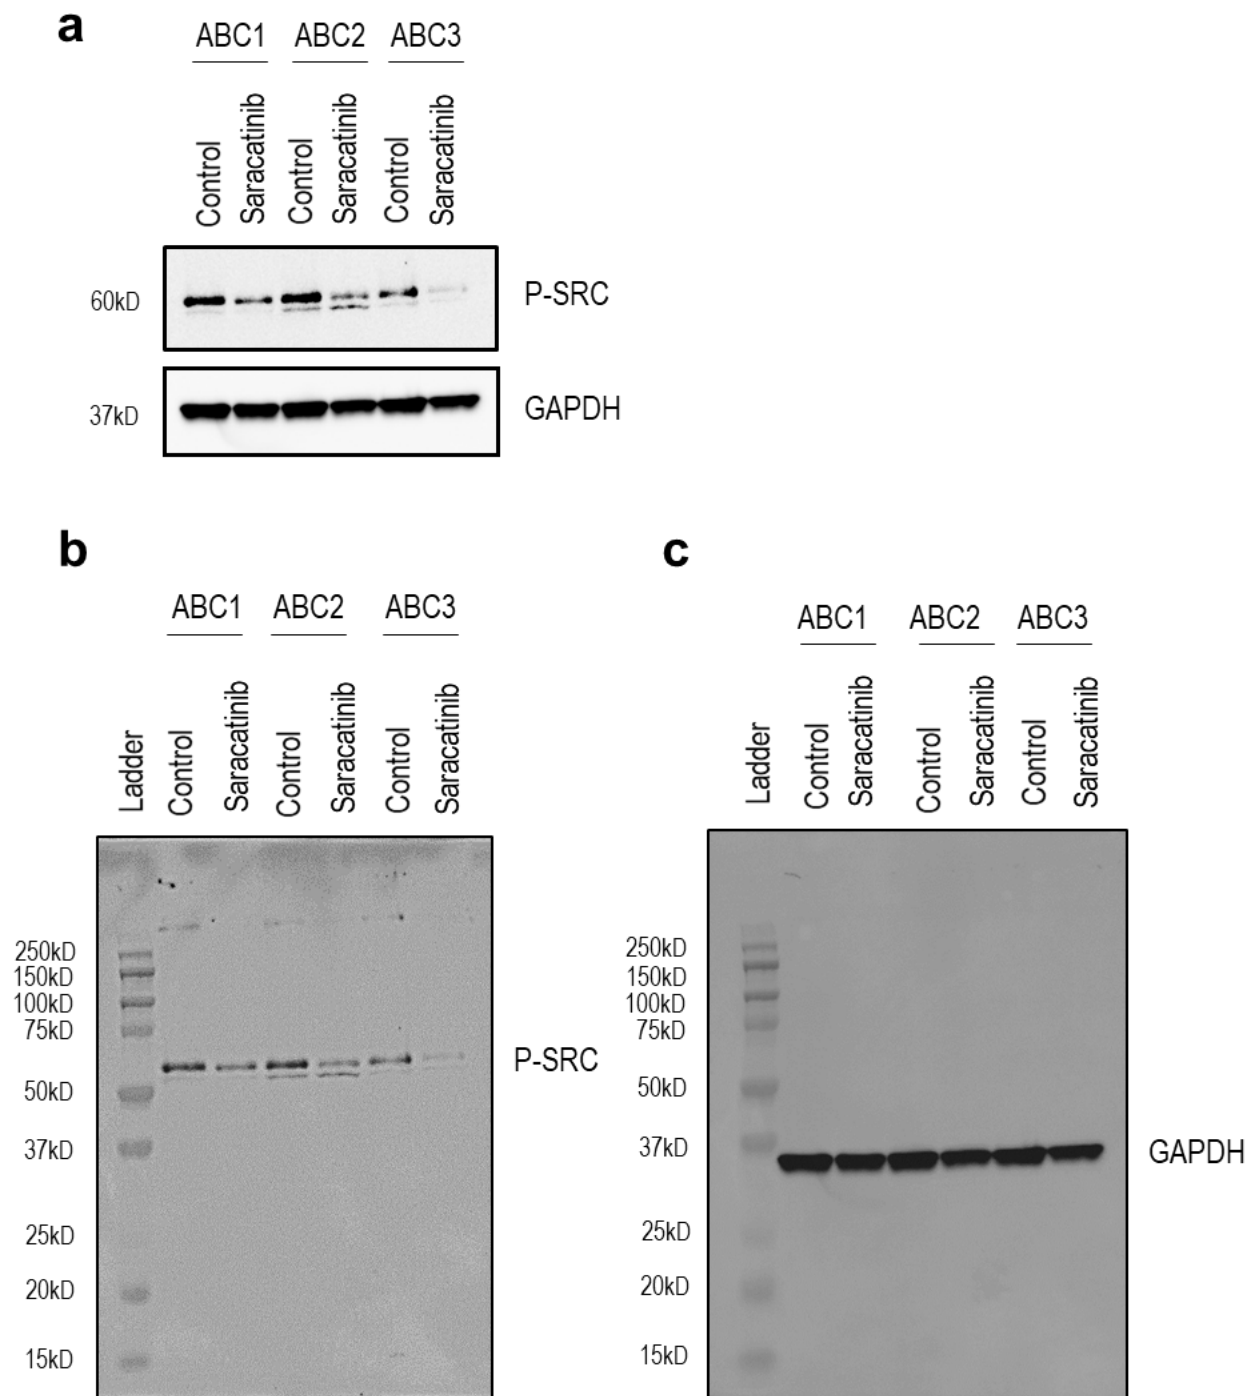 a
ABC1 ABC2 ABC3
Control Saracatinib Control Saracatinib Control Saracatinib
60kD P-SRC
37kD GAPDH
b
ABC1 ABC2 ABC3
Ladder Control Saracatinib Control Saracatinib Control Saracatinib
250kD
150kD
100kD
75kD
P-SRC
50kD
37kD
25kD
20kD
15kD
c
ABC1 ABC2 ABC3
Ladder Control Saracatinib Control Saracatinib Control Saracatinib
250kD
150kD
100kD
75kD
50kD
37kD GAPDH
25kD
20kD
15kD